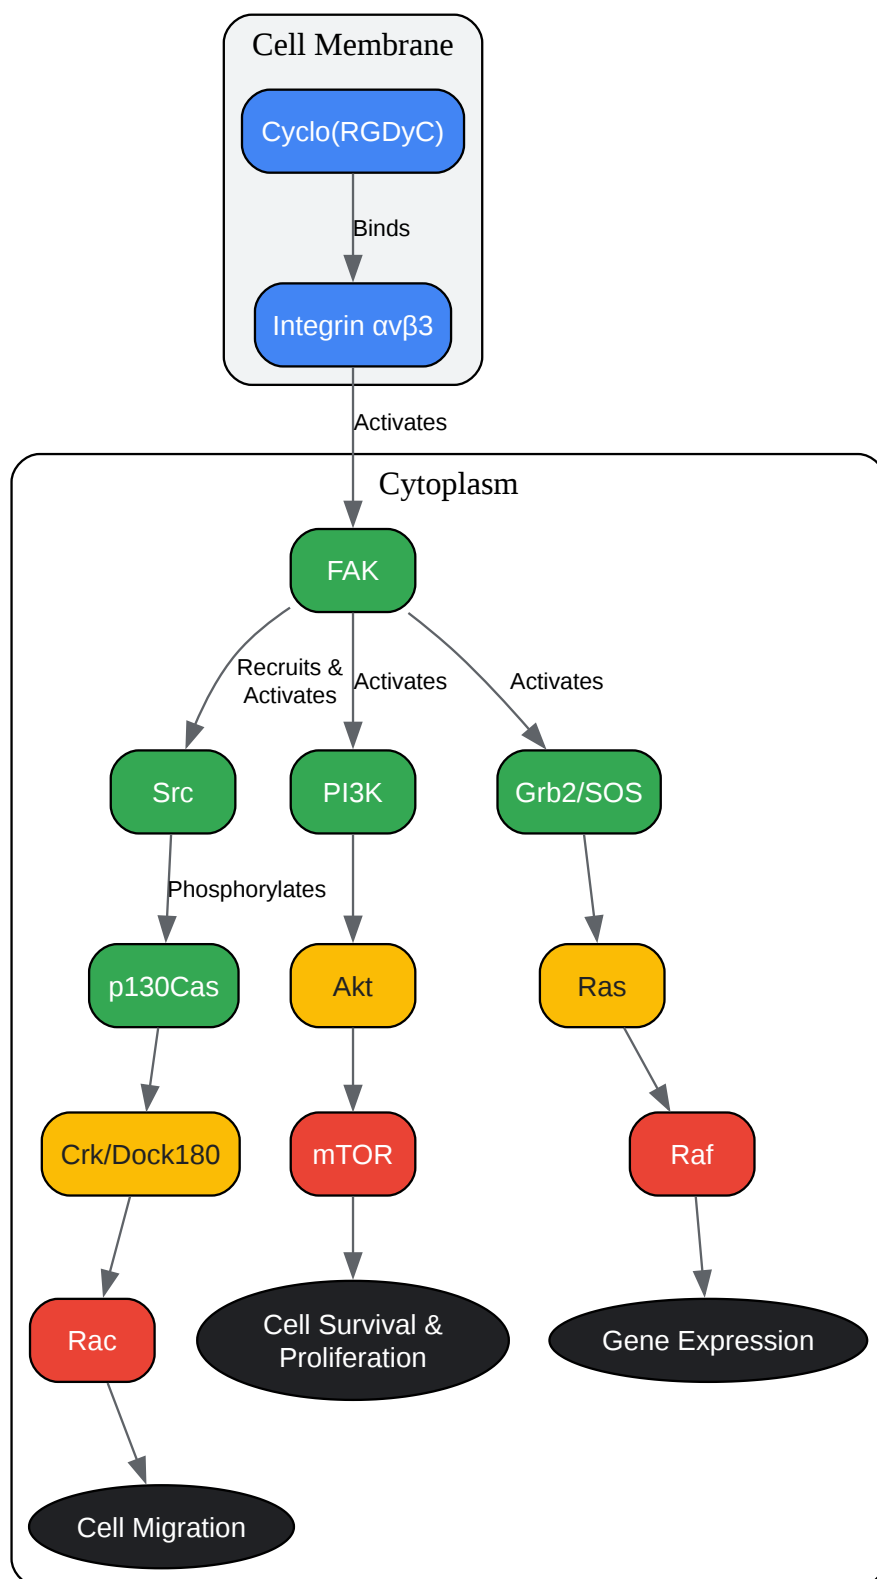 Cell Membrane
Cyclo(RGDyC)
Binds
Integrin αvβ3
Activates
Cytoplasm
FAK
Recruits &
Activates
Activates
Activates
Src
PI3K
Grb2/SOS
Phosphorylates
p130Cas
Akt
Ras
Crk/Dock180
mTOR
Raf
Rac
Cell Survival &
Proliferation
Gene Expression
Cell Migration